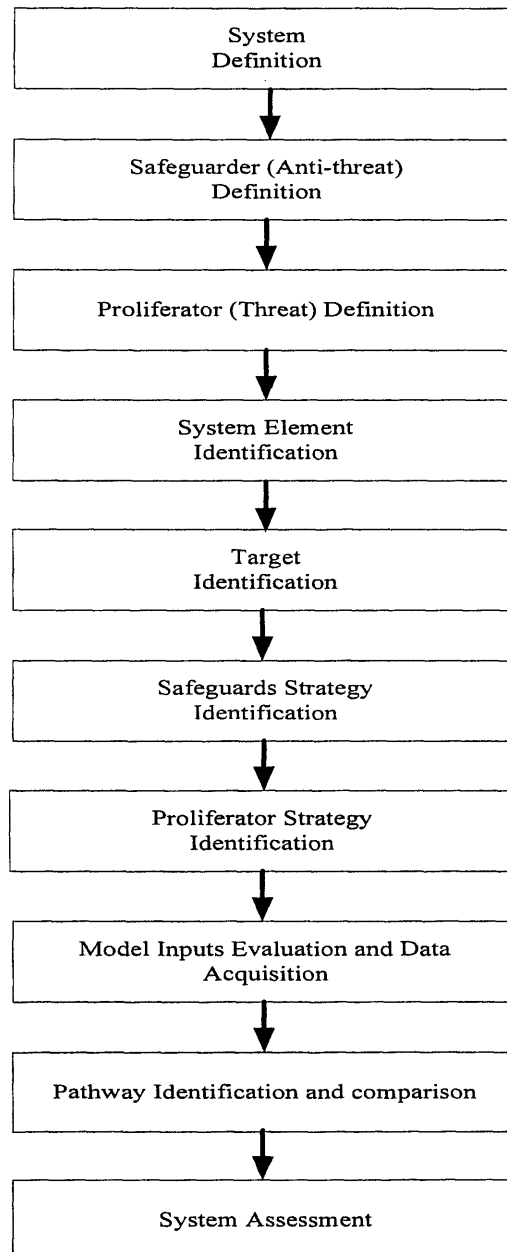 System
Definition
Safeguarder (Anti-threat)
Definition
Proliferator (Threat) Definition
System Element
Identification
Target
Identification
Safeguards Strategy
Identification
Proliferator Strategy
Identification
Model Inputs Evaluation and Data
Acquisition
Pathway Identification and comparison
System Assessment